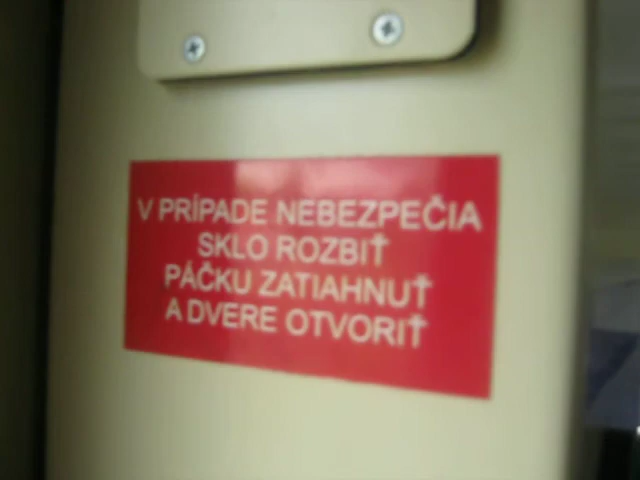 V PRÍPADE NEBEZPEČIA
SKLO ROZBIŤ
PÁČKU ZATIAHNUŤ
A DVERE OTVORIŤ